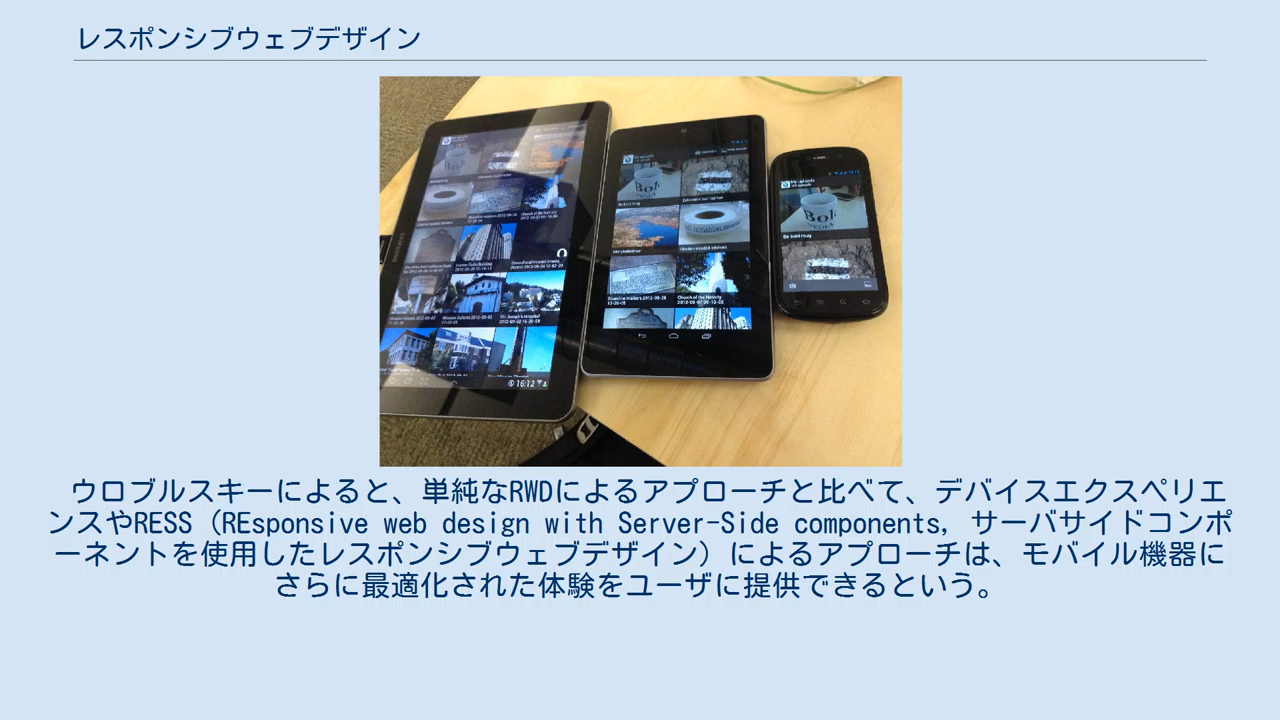 レスポンシブウェブデザイン
Bol
16:12
ウロブルスキーによると、単純なRWDによるアプローチと比べて、デバイスエクスペリエ
ンスやRESS（REsponsive web design with Server-Side components, サーバサイドコンポ
ーネントを使用したレスポンシブウェブデザイン）によるアプローチは、モバイル機器に
さらに最適化された体験をユーザに提供できるという。